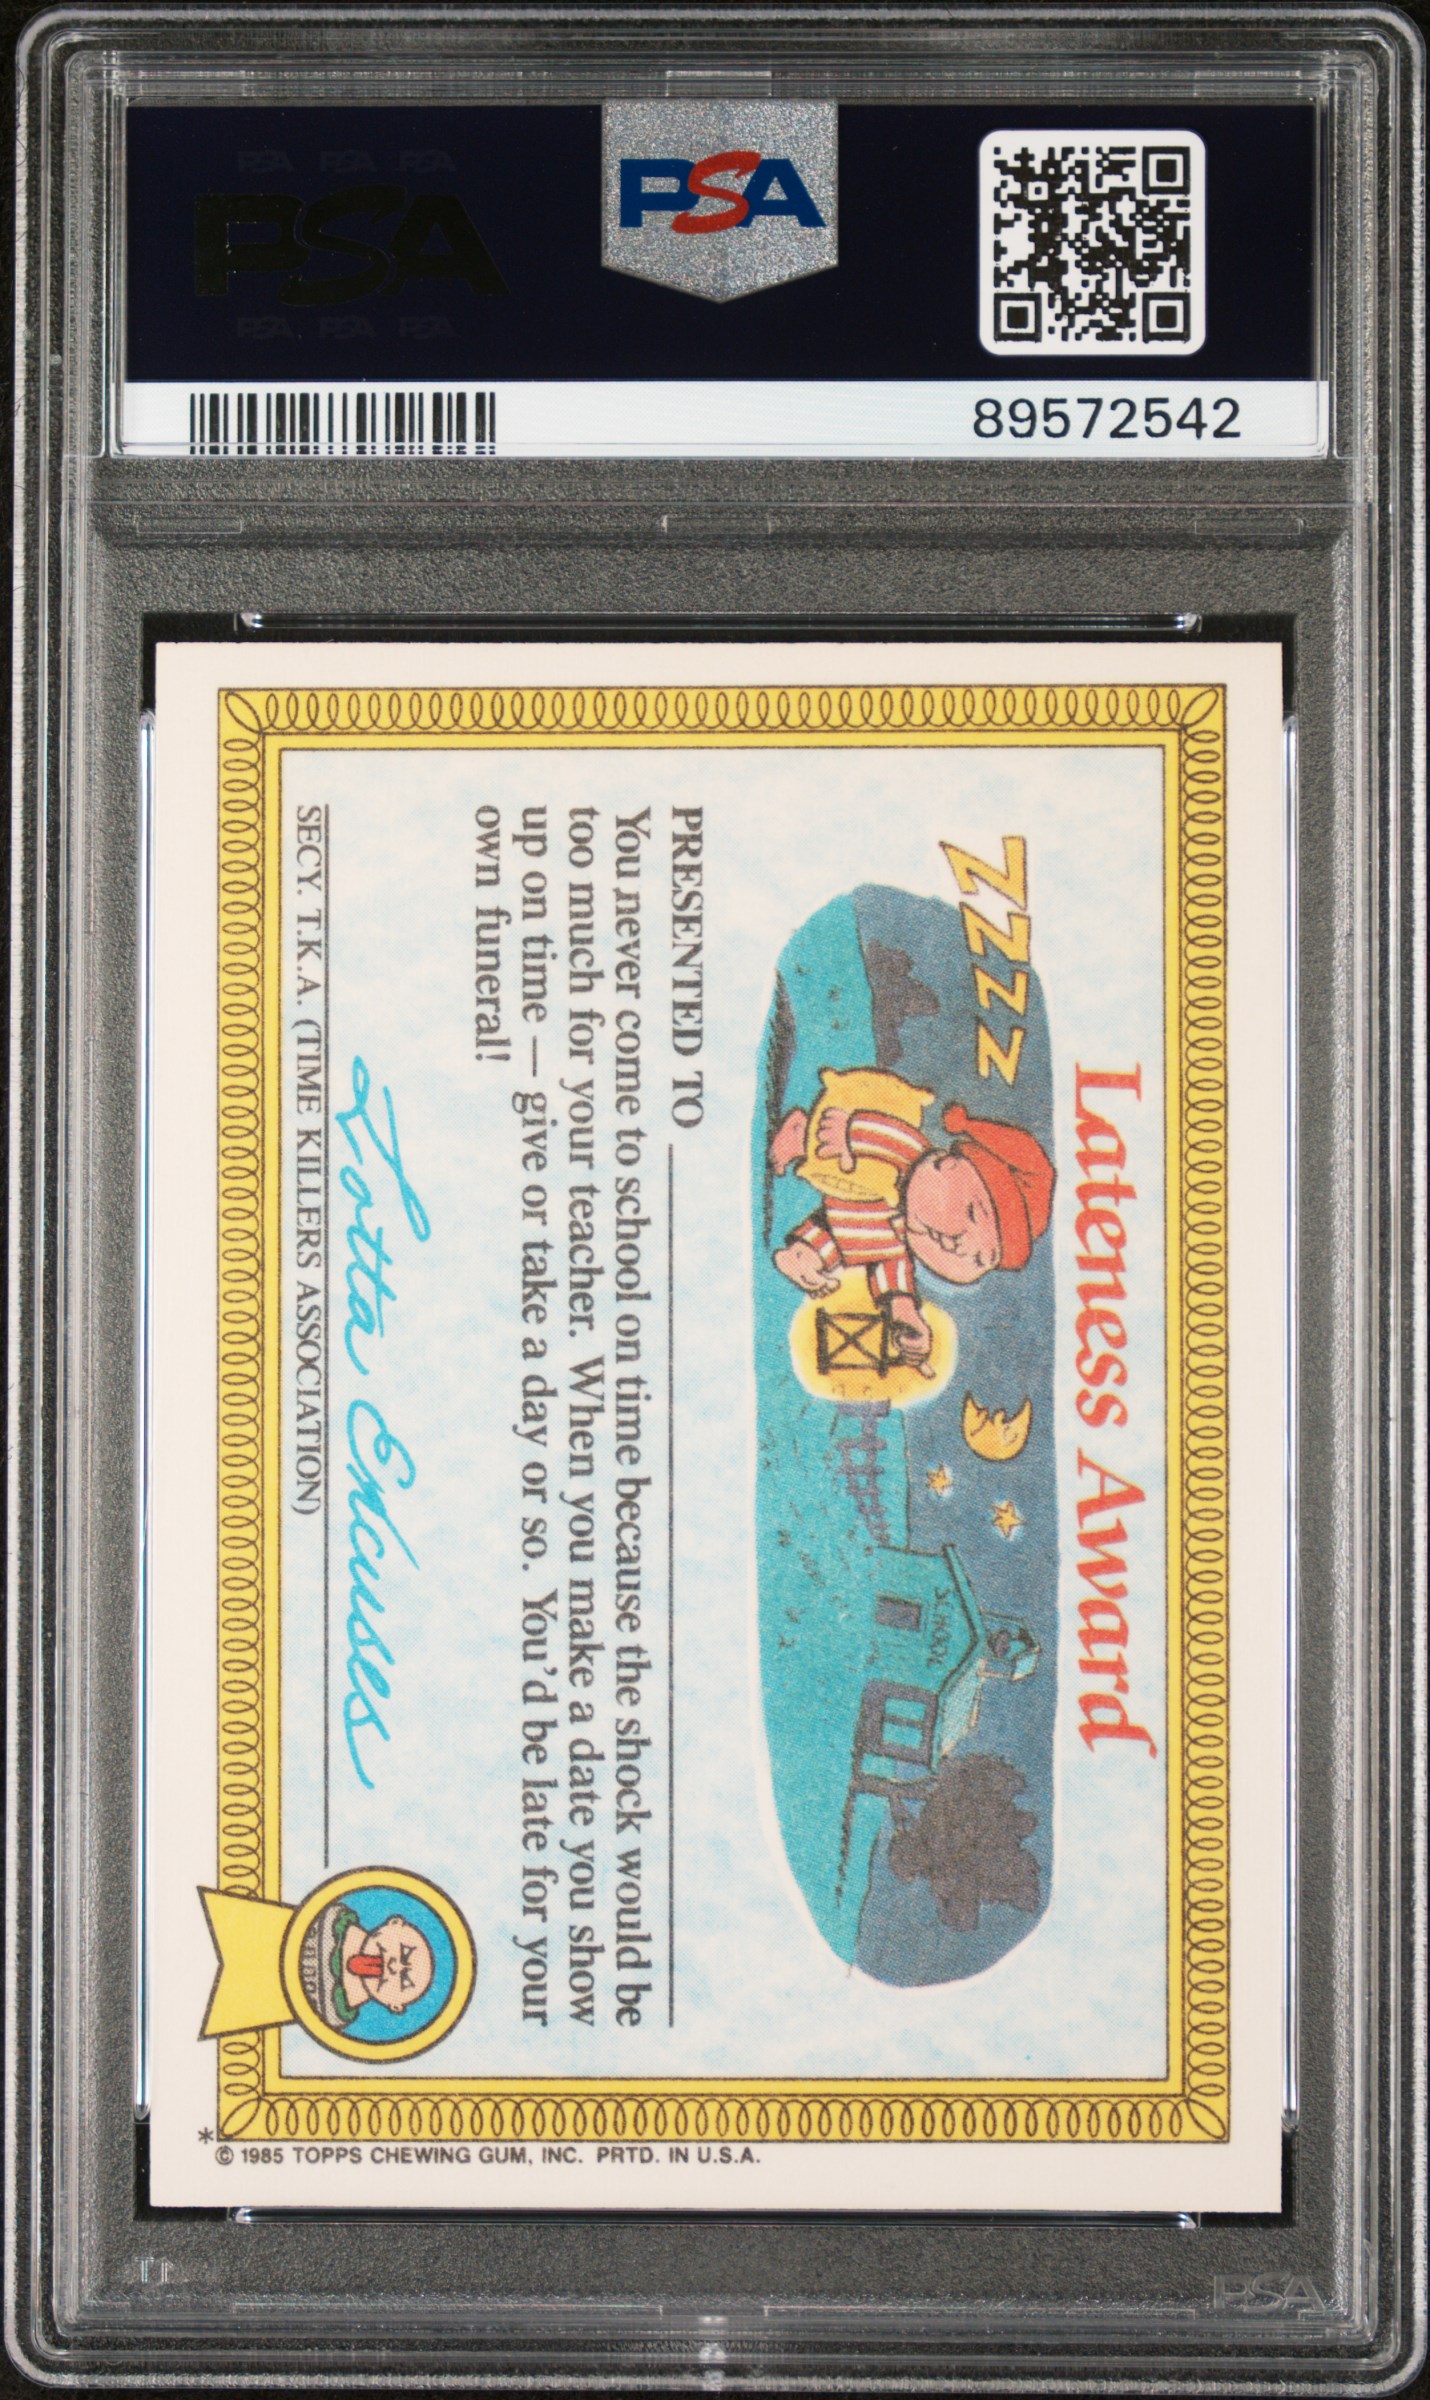 PSA PSA PSA
PSA
PSA PSA PSA
PSA
89572542
Lateness Award
ZZZZ
SCHOOL
PRESENTED TO
You never come to school on time because the shock would be
too much for your teacher. When you make a date you show
up on time — give or take a day or so. You'd be late for your
own funeral!
Lotta Excuses
SECY. T.K.A. (TIME KILLERS ASSOCIATION)
*
© 1985 TOPPS CHEWING GUM, INC. PRTD. IN U.S.A.
PSA